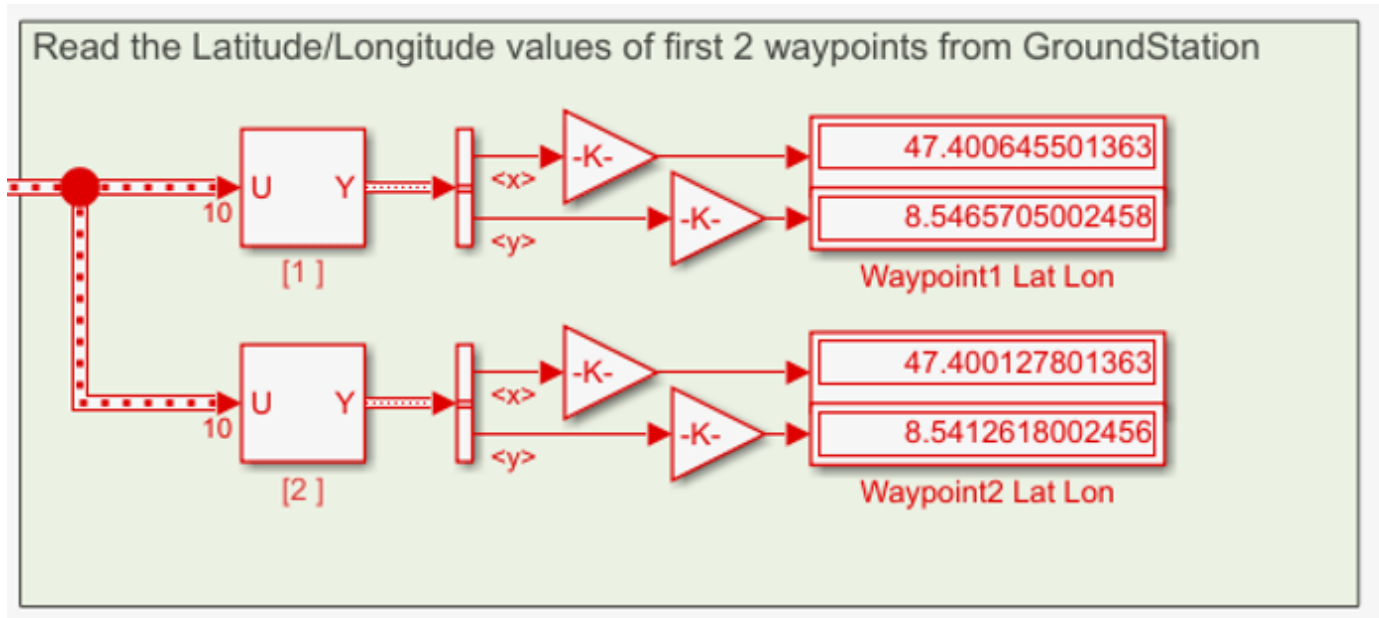 Read the Latitude/Longitude values of first 2 waypoints from GroundStation
10
U Y
[1 ]
<x>
<y>
-K-
-K-
47.400645501363
8.5465705002458
Waypoint1 Lat Lon
10
U Y
[2 ]
<x>
<y>
-K-
-K-
47.400127801363
8.5412618002456
Waypoint2 Lat Lon